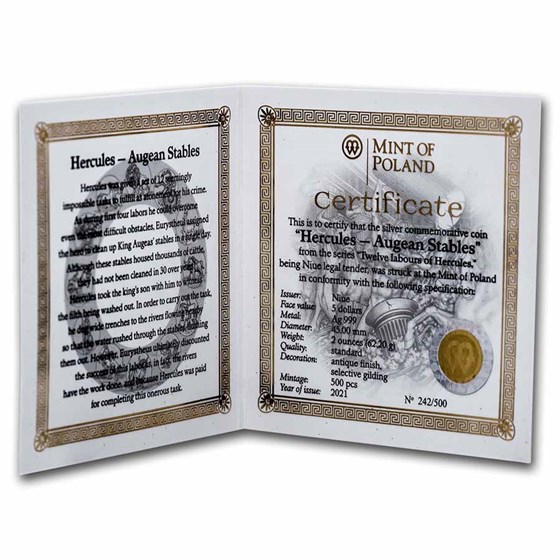 Hercules – Augean Stables
Hercules was given a set of 12 seemingly
impossible tasks to fulfill as atonement for his crime.
As during first four labors he could overcome
even the most difficult obstacles, Eurystheus assigned
the hero to clean up King Augeas' stables in a single day.
Although these stables housed thousands of cattle,
they had not been cleaned in 30 over years.
Hercules took the king's son with him to witness
the filth being washed out. In order to carry out the task,
he dug wide trenches to the rivers flowing nearby
so that the water rushed through the stables, flushing
them out. However, Eurystheus ultimately discounted
the success of this labour as, in fact, the rivers
have the work done, and because Hercules was paid
for completing this onerous task.
MINT OF
POLAND
Certificate
This is to certify that the silver commemorative coin
"Hercules – Augean Stables"
from the series "Twelve labours of Hercules,"
being Niue legal tender, was struck at the Mint of Poland
in conformity with the following specification:
Issuer: Niue
Face value: 5 dollars
Metal: Ag 999
Diameter: 45.00 mm
Weight: 2 ounces (62.20 g)
Quality: standard
Decoration: antique finish,
selective gilding
Mintage: 500 pcs
Year of issue: 2021
Nº 242/500